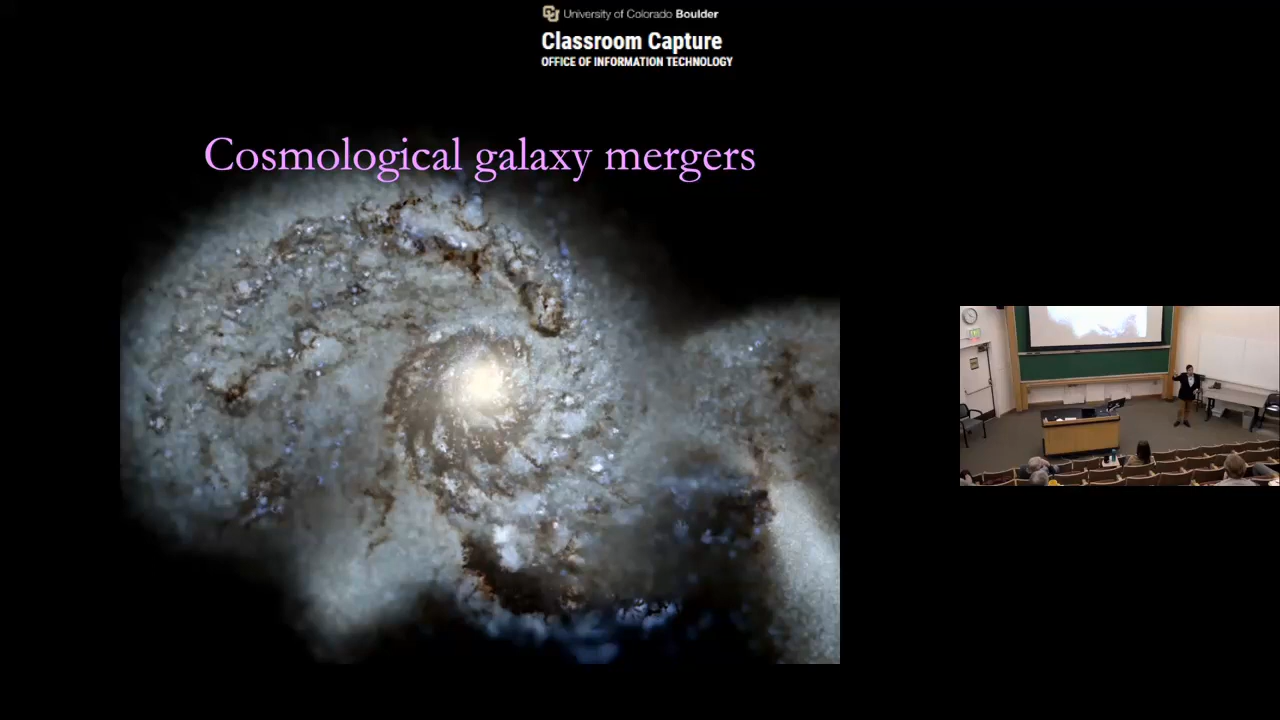 University of Colorado Boulder
Classroom Capture
OFFICE OF INFORMATION TECHNOLOGY
Cosmological galaxy mergers